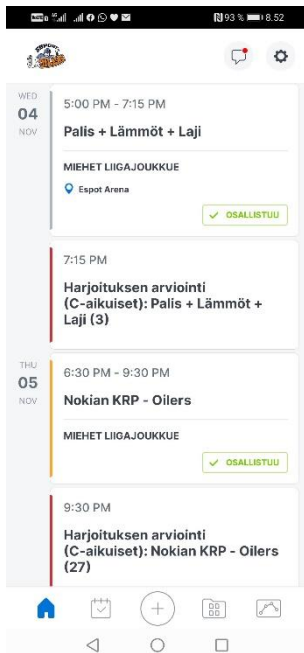 93 % 8.52
WED
04
NOV
5:00 PM - 7:15 PM
Palis + Lämmöt + Laji
MIEHET LIIGAJOUKKUE
Espot Arena
OSALLISTUU
7:15 PM
Harjoituksen arviointi
(C-aikuiset): Palis + Lämmöt +
Laji (3)
THU
05
NOV
6:30 PM - 9:30 PM
Nokian KRP - Oilers
MIEHET LIIGAJOUKKUE
OSALLISTUU
9:30 PM
Harjoituksen arviointi
(C-aikuiset): Nokian KRP - Oilers
(27)